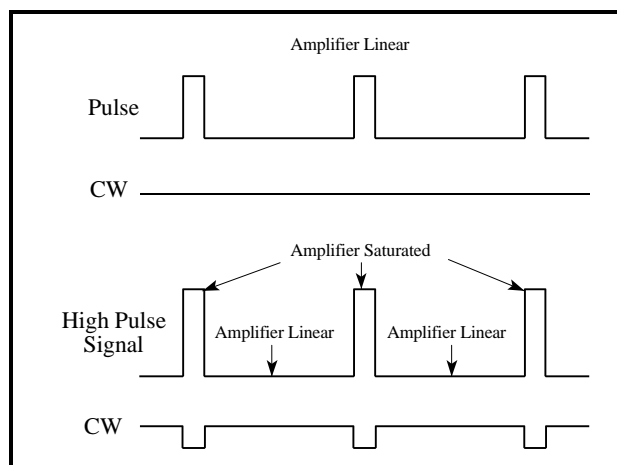 Amplifier Linear
Pulse
CW
Amplifier Saturated
High Pulse
Signal
Amplifier Linear
Amplifier Linear
CW